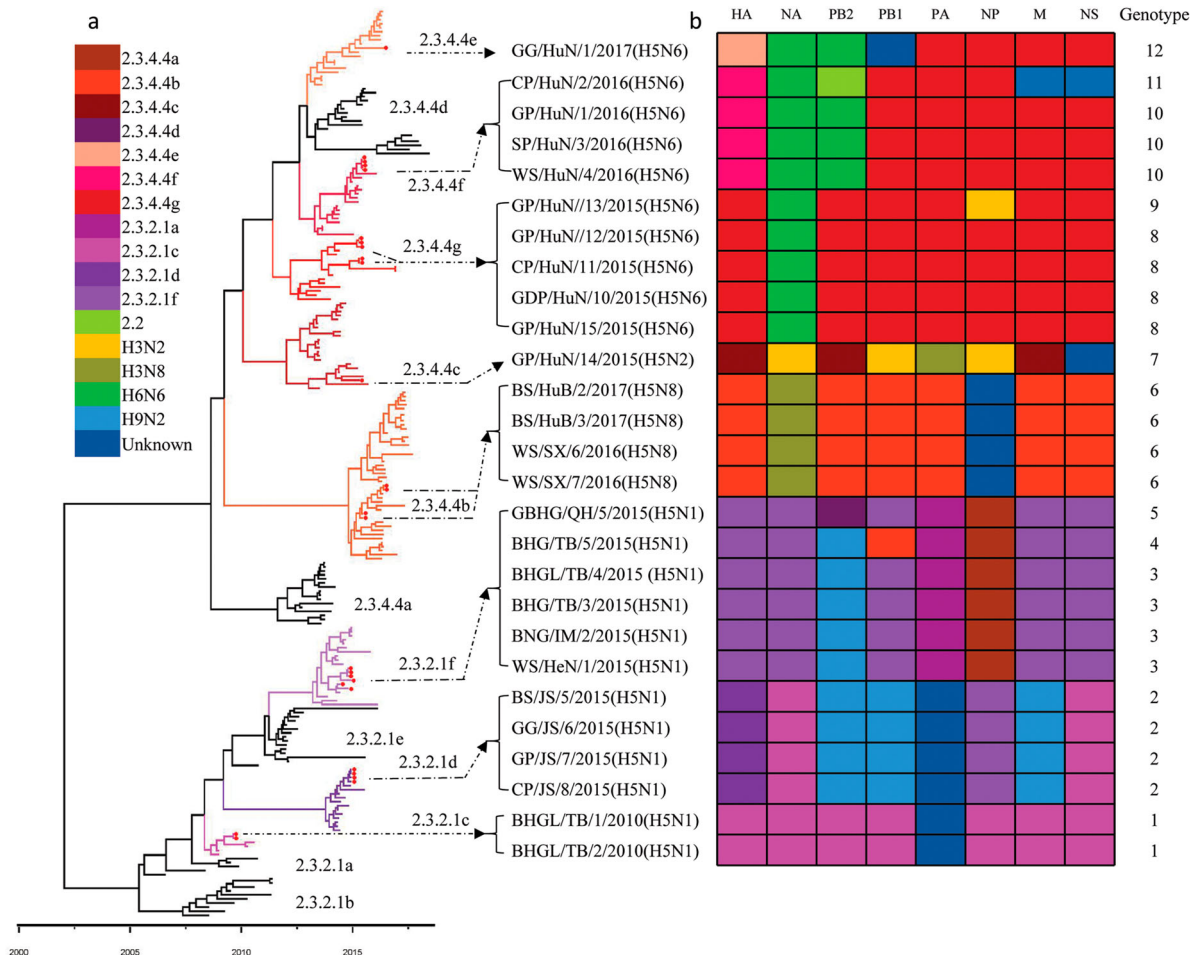 a
2.3.4.4a
2.3.4.4b
2.3.4.4c
2.3.4.4d
2.3.4.4e
2.3.4.4f
2.3.4.4g
2.3.2.1a
2.3.2.1c
2.3.2.1d
2.3.2.1f
2.2
H3N2
H3N8
H6N6
H9N2
Unknown
2.3.4.4e
2.3.4.4d
2.3.4.4f
2.3.4.4g
2.3.4.4c
2.3.4.4b
2.3.4.4a
2.3.2.1f
2.3.2.1e
2.3.2.1d
2.3.2.1c
2.3.2.1a
2.3.2.1b
2000 2005 2010 2015
b
HA NA PB2 PB1 PA NP M NS Genotype
GG/HuN/1/2017(H5N6) 12
CP/HuN/2/2016(H5N6) 11
GP/HuN/1/2016(H5N6) 10
SP/HuN/3/2016(H5N6) 10
WS/HuN/4/2016(H5N6) 10
GP/HuN//13/2015(H5N6) 9
GP/HuN//12/2015(H5N6) 8
CP/HuN/11/2015(H5N6) 8
GDP/HuN/10/2015(H5N6) 8
GP/HuN/15/2015(H5N6) 8
GP/HuN/14/2015(H5N2) 7
BS/HuB/2/2017(H5N8) 6
BS/HuB/3/2017(H5N8) 6
WS/SX/6/2016(H5N8) 6
WS/SX/7/2016(H5N8) 6
GBHG/QH/5/2015(H5N1) 5
BHG/TB/5/2015(H5N1) 4
BHGL/TB/4/2015 (H5N1) 3
BHG/TB/3/2015(H5N1) 3
BNG/IM/2/2015(H5N1) 3
WS/HeN/1/2015(H5N1) 3
BS/JS/5/2015(H5N1) 2
GG/JS/6/2015(H5N1) 2
GP/JS/7/2015(H5N1) 2
CP/JS/8/2015(H5N1) 2
BHGL/TB/1/2010(H5N1) 1
BHGL/TB/2/2010(H5N1) 1